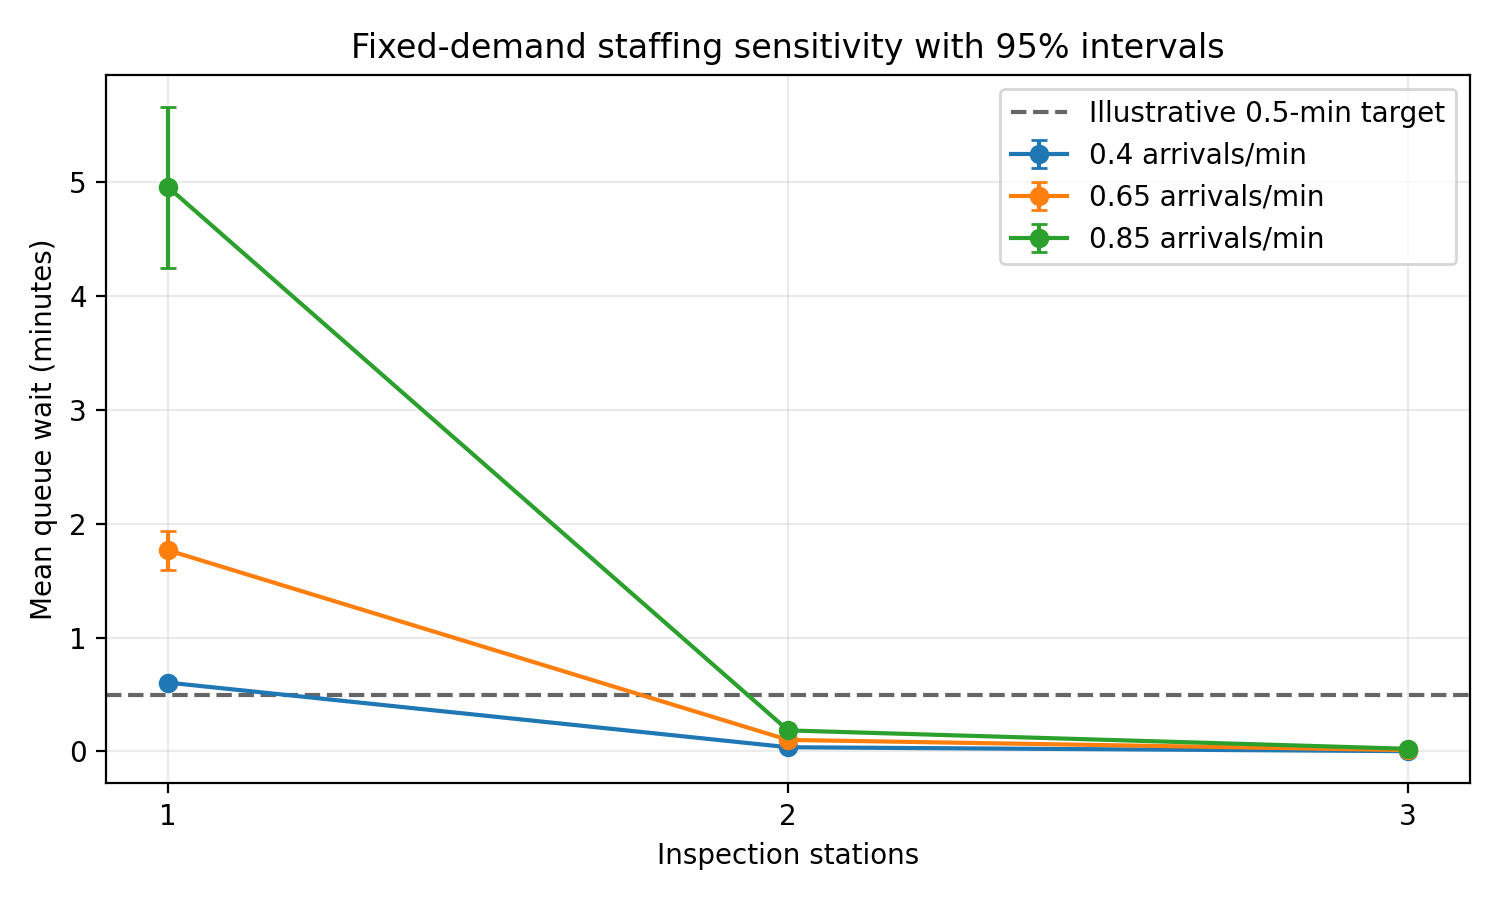 Fixed-demand staffing sensitivity with 95% intervals
Illustrative 0.5-min target
0.4 arrivals/min
0.65 arrivals/min
0.85 arrivals/min
Mean queue wait (minutes)
5
4
3
2
1
0
1
2
3
Inspection stations